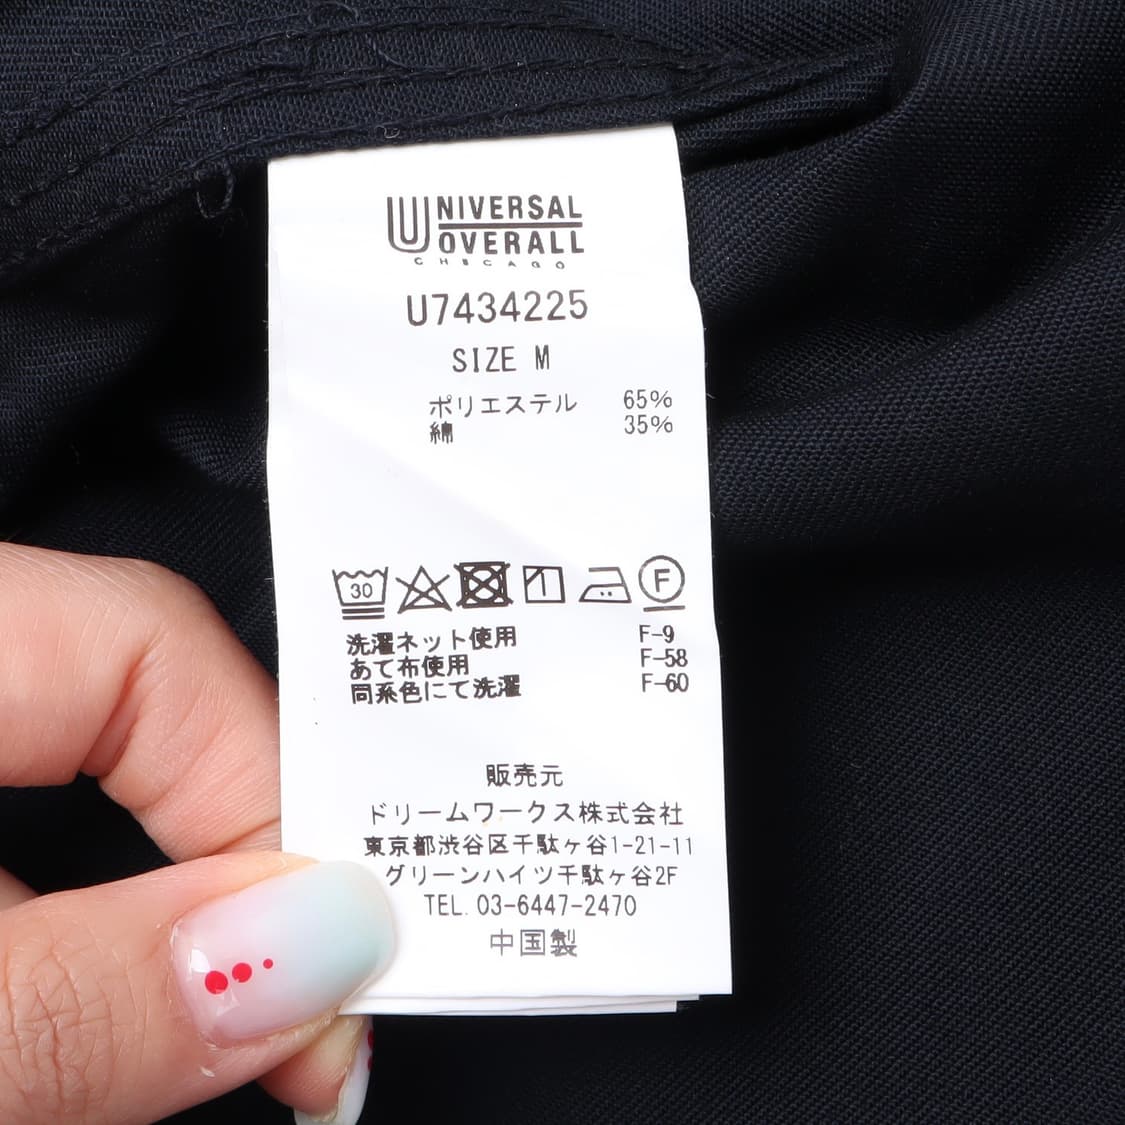 UNIVERSAL
OVERALL
CHICAGO
U7434225
SIZE M
ポリエステル 65%
綿 35%
30 F
洗濯ネット使用 F-9
あて布使用 F-58
同系色にて洗濯 F-60
販売元
ドリームワークス株式会社
東京都渋谷区千駄ヶ谷1-21-11
グリーンハイツ千駄ヶ谷2F
TEL. 03-6447-2470
中国製